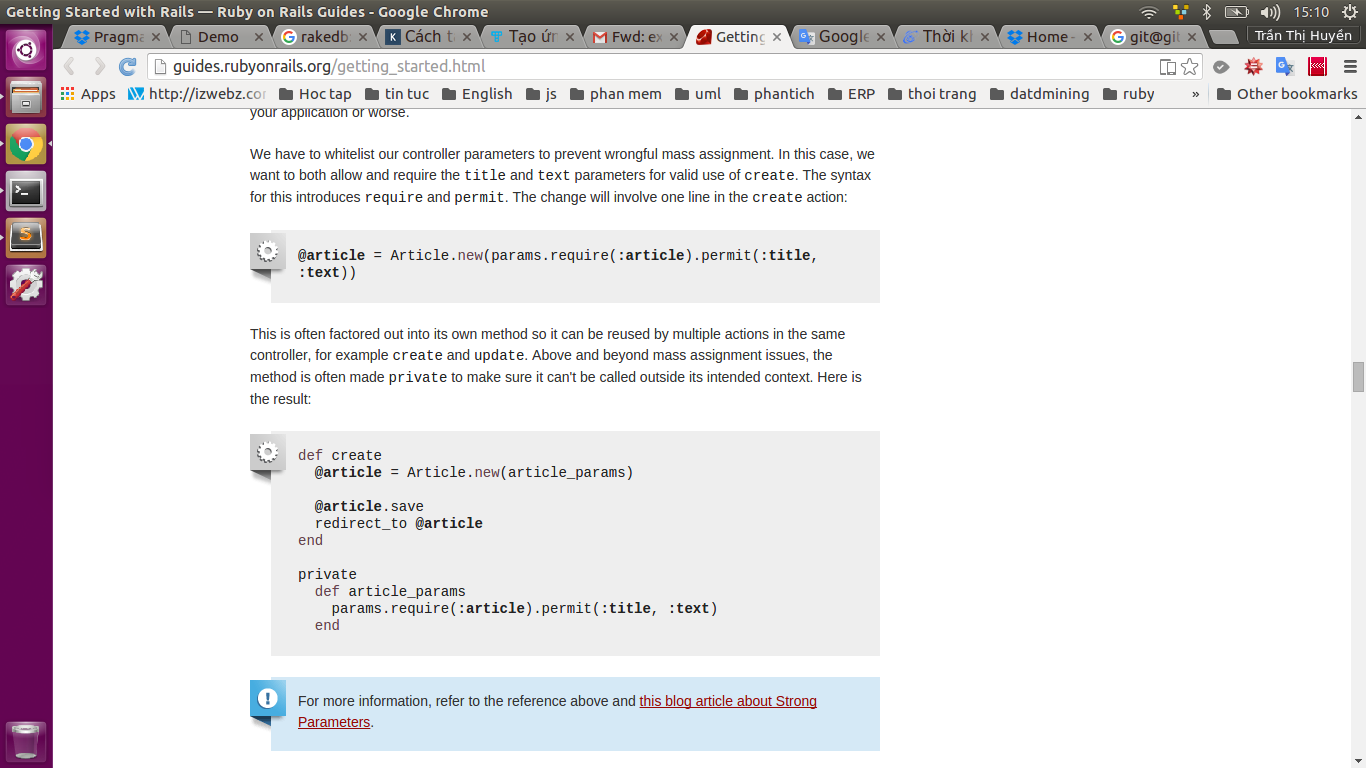 Getting Started with Rails — Ruby on Rails Guides - Google Chrome
15:10
Pragma
Demo
rakedb
Cách t
Tạo ứn
Fwd: ex
Getting
Google
Thời kh
Home -
git@git
Trần Thị Huyền
guides.rubyonrails.org/getting_started.html
Apps
http://izwebz.co
Hoc tap
tin tuc
English
js
phan mem
uml
phantich
ERP
thoi trang
datdmining
ruby
»
Other bookmarks
your application or worse.
We have to whitelist our controller parameters to prevent wrongful mass assignment. In this case, we
want to both allow and require the title and text parameters for valid use of create. The syntax
for this introduces require and permit. The change will involve one line in the create action:
@article = Article.new(params.require(:article).permit(:title,
:text))
This is often factored out into its own method so it can be reused by multiple actions in the same
controller, for example create and update. Above and beyond mass assignment issues, the
method is often made private to make sure it can't be called outside its intended context. Here is
the result:
def create
@article = Article.new(article_params)
@article.save
redirect_to @article
end
private
def article_params
params.require(:article).permit(:title, :text)
end
For more information, refer to the reference above and this blog article about Strong
Parameters.